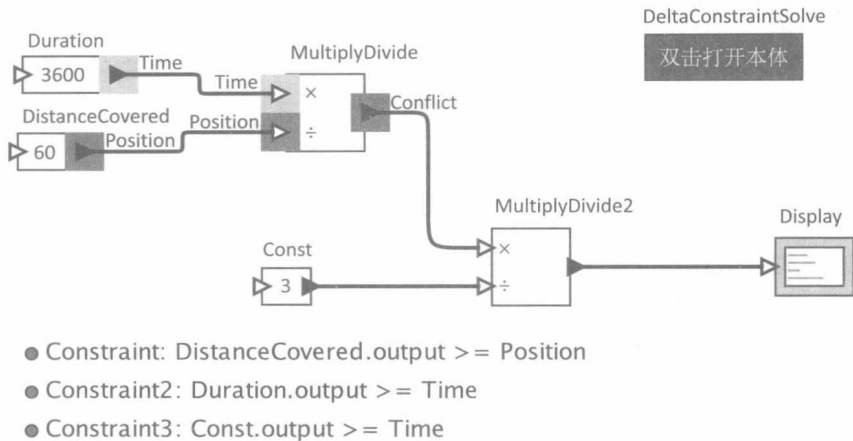 DeltaConstraintSolve
双击打开本体
Duration
3600
Time
MultiplyDivide
Time
×
Conflict
DistanceCovered
60
Position
Position
÷
MultiplyDivide2
×
÷
Const
3
Display
Constraint: DistanceCovered.output >= Position
Constraint2: Duration.output >= Time
Constraint3: Const.output >= Time